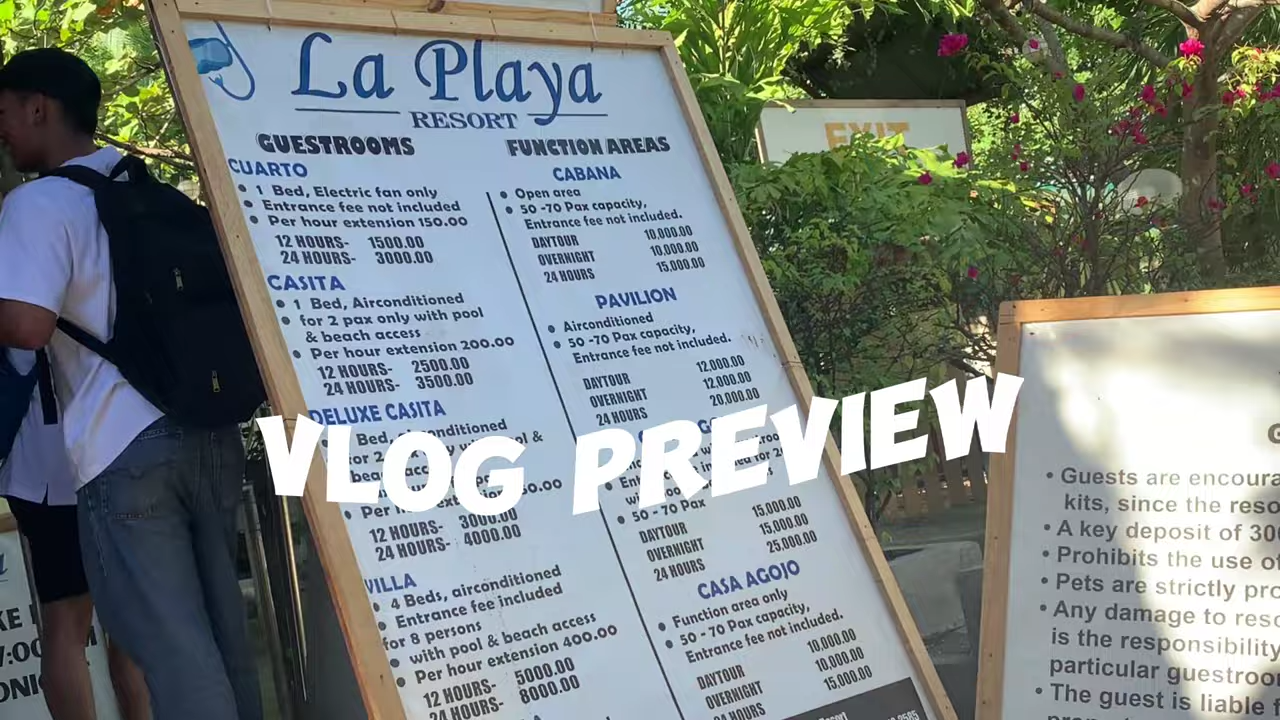 La Playa
RESORT
GUESTROOMS
CUARTO
• 1 Bed, Electric fan only
• Entrance fee not included
• Per hour extension 150.00
12 HOURS- 1500.00
24 HOURS- 3000.00
CASITA
• 1 Bed, Airconditioned
• for 2 pax only with pool
& beach access
• Per hour extension 200.00
12 HOURS- 2500.00
24 HOURS- 3500.00
DELUXE CASITA
Bed,
for 2
12 HOURS- 3000.00
24 HOURS- 4000.00
VILLA
• 4 Beds, airconditioned
• Entrance fee included
for 8 persons
• with pool & beach access
• Per hour extension 400.00
12 HOURS- 5000.00
24 HOURS- 8000.00
FUNCTION AREAS
CABANA
• Open area
• 50 -70 Pax capacity,
Entrance fee not included.
DAYTOUR 10,000.00
OVERNIGHT 10,000.00
24 HOURS 15,000.00
PAVILION
• Airconditioned
• 50 -70 Pax capacity,
Entrance fee not included.
DAYTOUR 12,000.00
OVERNIGHT 12,000.00
24 HOURS 20,000.00
• 50 - 70 Pax
DAYTOUR 15,000.00
OVERNIGHT 15,000.00
24 HOURS 25,000.00
CASA AGOJO
• Function area only
• 50 - 70 Pax capacity,
Entrance fee not included.
DAYTOUR 10,000.00
OVERNIGHT 10,000.00
24 HOURS 15,000.00
VLOG PREVIEW
EXIT
• Guests are
kits, since the
• A key deposit of
• Prohibits the use of
• Pets are strictly
• Any damage to
is the responsibility
particular
• The guest is liable